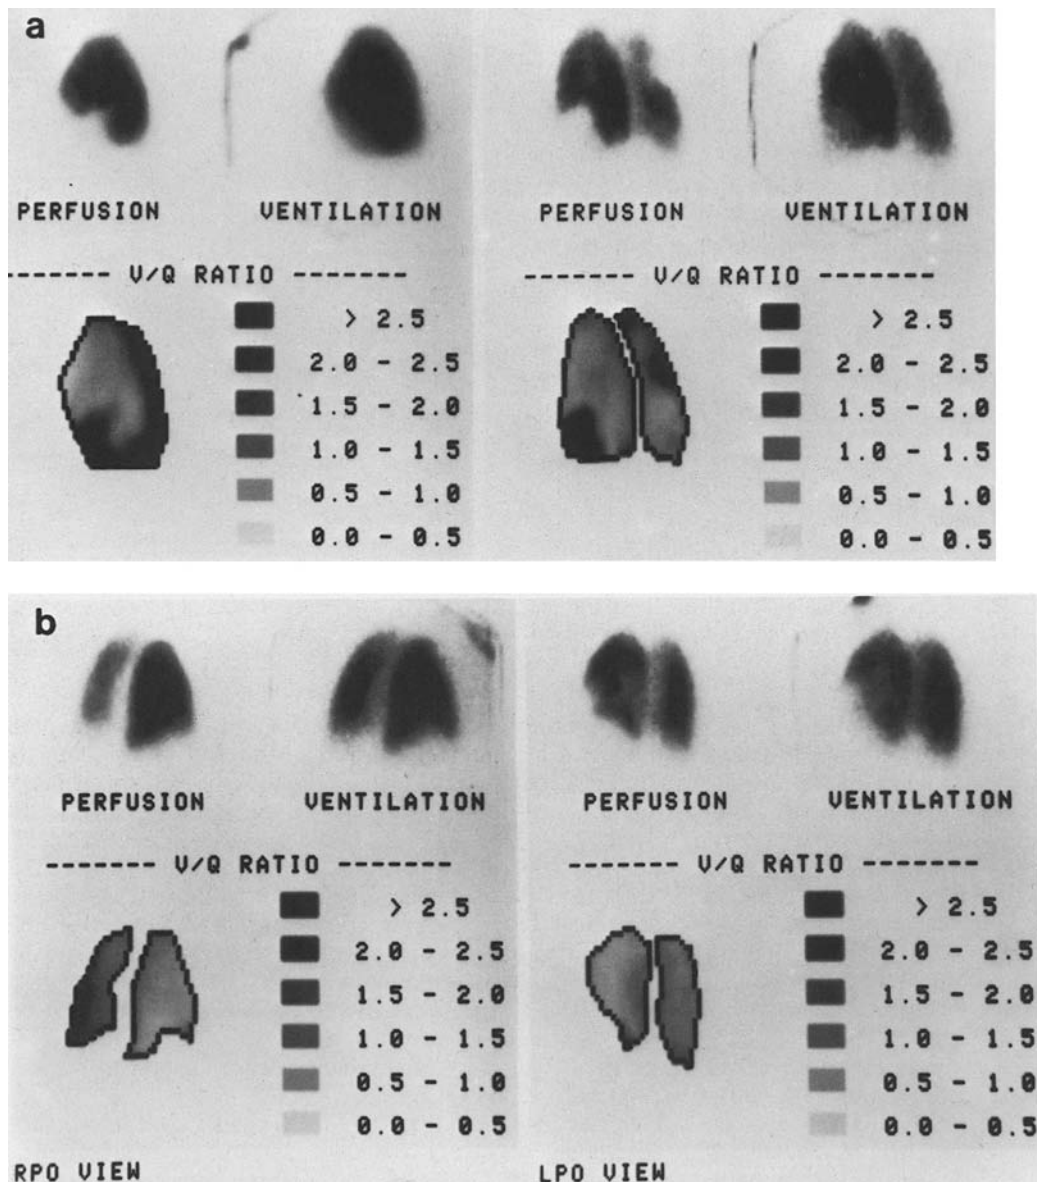 a
PERFUSION VENTILATION PERFUSION VENTILATION
------- V/Q RATIO ------- ------- V/Q RATIO -------
> 2.5 > 2.5
2.0 - 2.5 2.0 - 2.5
1.5 - 2.0 1.5 - 2.0
1.0 - 1.5 1.0 - 1.5
0.5 - 1.0 0.5 - 1.0
0.0 - 0.5 0.0 - 0.5
b
PERFUSION VENTILATION PERFUSION VENTILATION
------- V/Q RATIO ------- ------- V/Q RATIO -------
> 2.5 > 2.5
2.0 - 2.5 2.0 - 2.5
1.5 - 2.0 1.5 - 2.0
1.0 - 1.5 1.0 - 1.5
0.5 - 1.0 0.5 - 1.0
0.0 - 0.5 0.0 - 0.5
RPO VIEW LPO VIEW